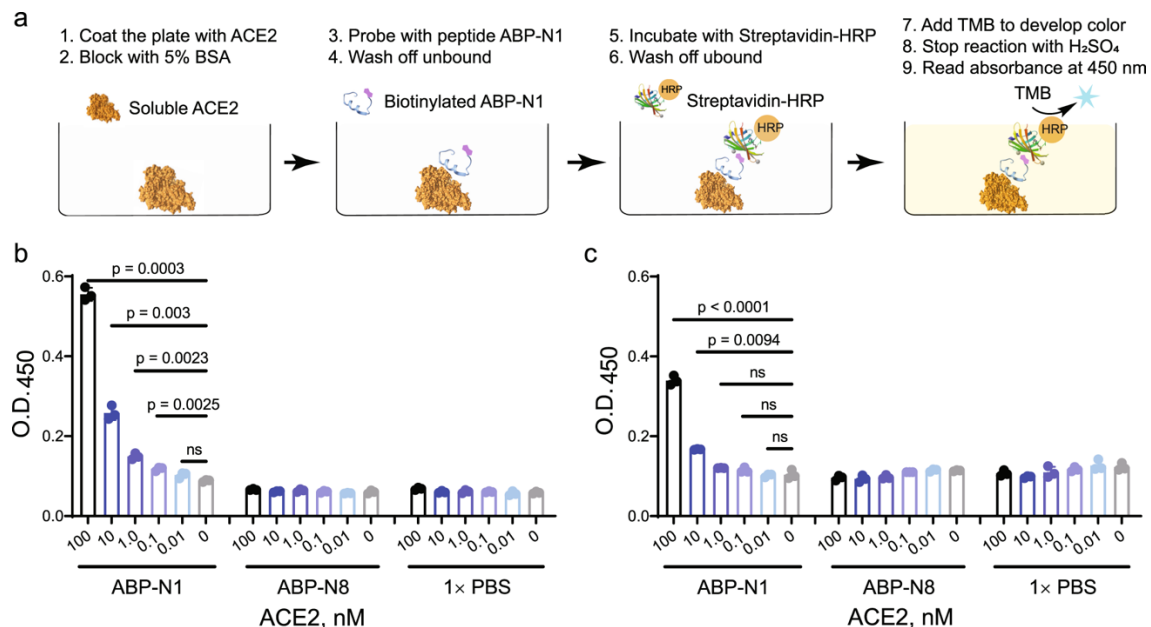 a
1. Coat the plate with ACE2
2. Block with 5% BSA
Soluble ACE2
3. Probe with peptide ABP-N1
4. Wash off unbound
Biotinylated ABP-N1
5. Incubate with Streptavidin-HRP
6. Wash off ubound
HRP
Streptavidin-HRP
HRP
7. Add TMB to develop color
8. Stop reaction with H₂SO₄
9. Read absorbance at 450 nm
TMB
HRP
b
O.D.450
0.6
0.4
0.2
0.0
p = 0.0003
p = 0.003
p = 0.0023
p = 0.0025
ns
100 10 1.0 0.1 0.01 0 100 10 1.0 0.1 0.01 0 100 10 1.0 0.1 0.01 0
ABP-N1 ABP-N8 1× PBS
ACE2, nM
c
O.D.450
0.6
0.4
0.2
0.0
p < 0.0001
p = 0.0094
ns
ns
ns
100 10 1.0 0.1 0.01 0 100 10 1.0 0.1 0.01 0 100 10 1.0 0.1 0.01 0
ABP-N1 ABP-N8 1× PBS
ACE2, nM